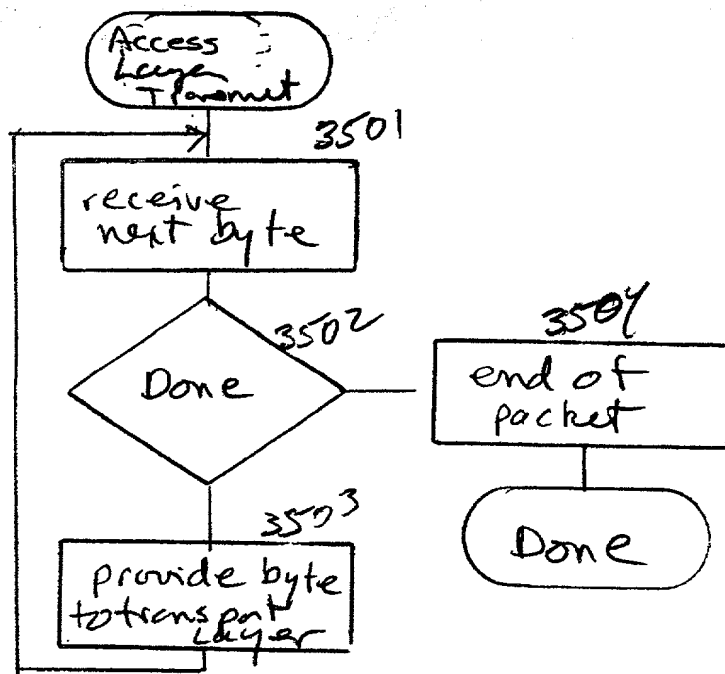 Access
Layer
Transmit
3501
receive
next byte
3502
Done
3504
end of
packet
3503
provide byte
to transport
Layer
Done